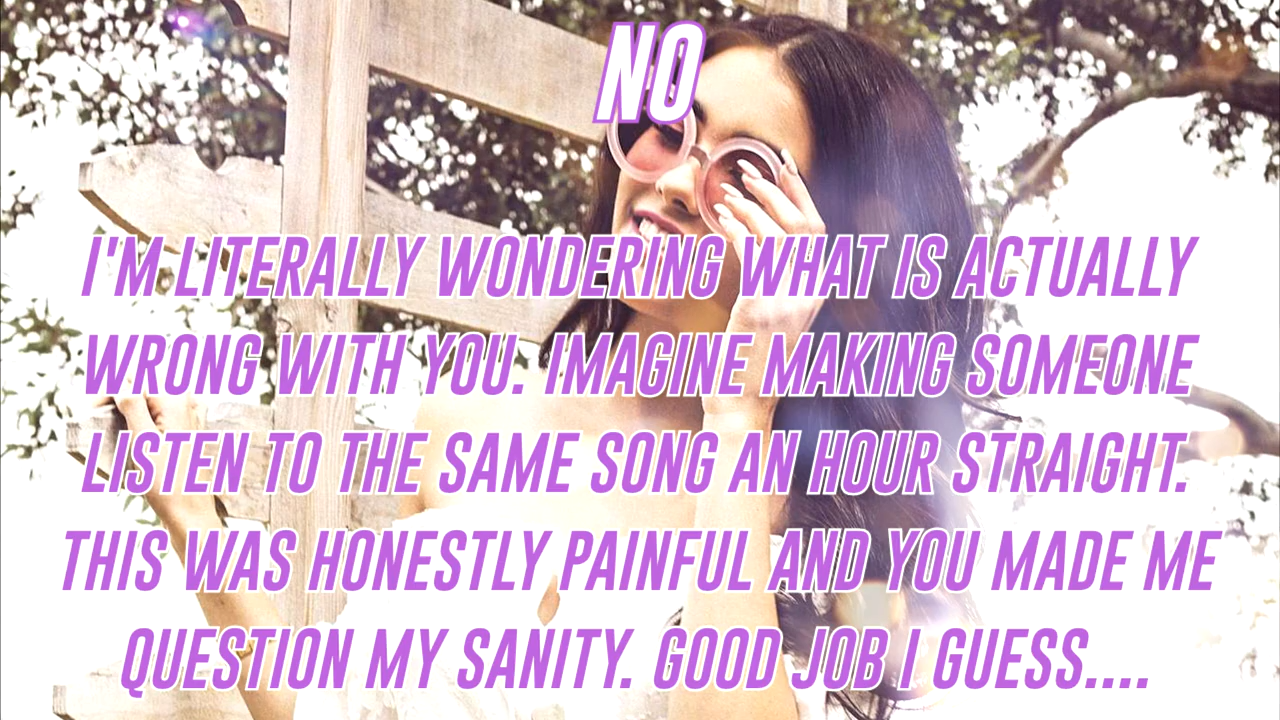 NO
I'M LITERALLY WONDERING WHAT IS ACTUALLY
WRONG WITH YOU. IMAGINE MAKING SOMEONE
LISTEN TO THE SAME SONG AN HOUR STRAIGHT.
THIS WAS HONESTLY PAINFUL AND YOU MADE ME
QUESTION MY SANITY. GOOD JOB I GUESS....